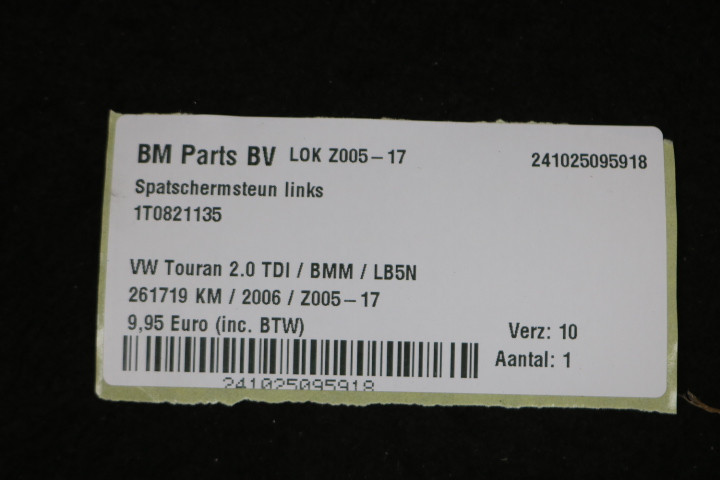 BM Parts BV LOK Z005-17 241025095918
Spatschermsteun links
1T0821135
VW Touran 2.0 TDI / BMM / LB5N
261719 KM / 2006 / Z005-17
9,95 Euro (inc. BTW) Verz: 10
Aantal: 1
241025095918